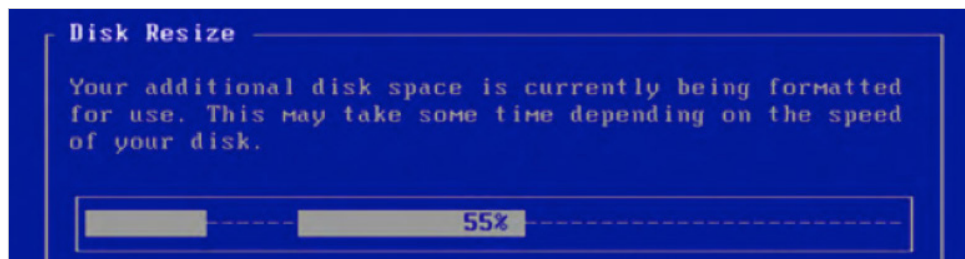 Disk Resize
Your additional disk space is currently being formatted
for use. This may take some time depending on the speed
of your disk.
55%